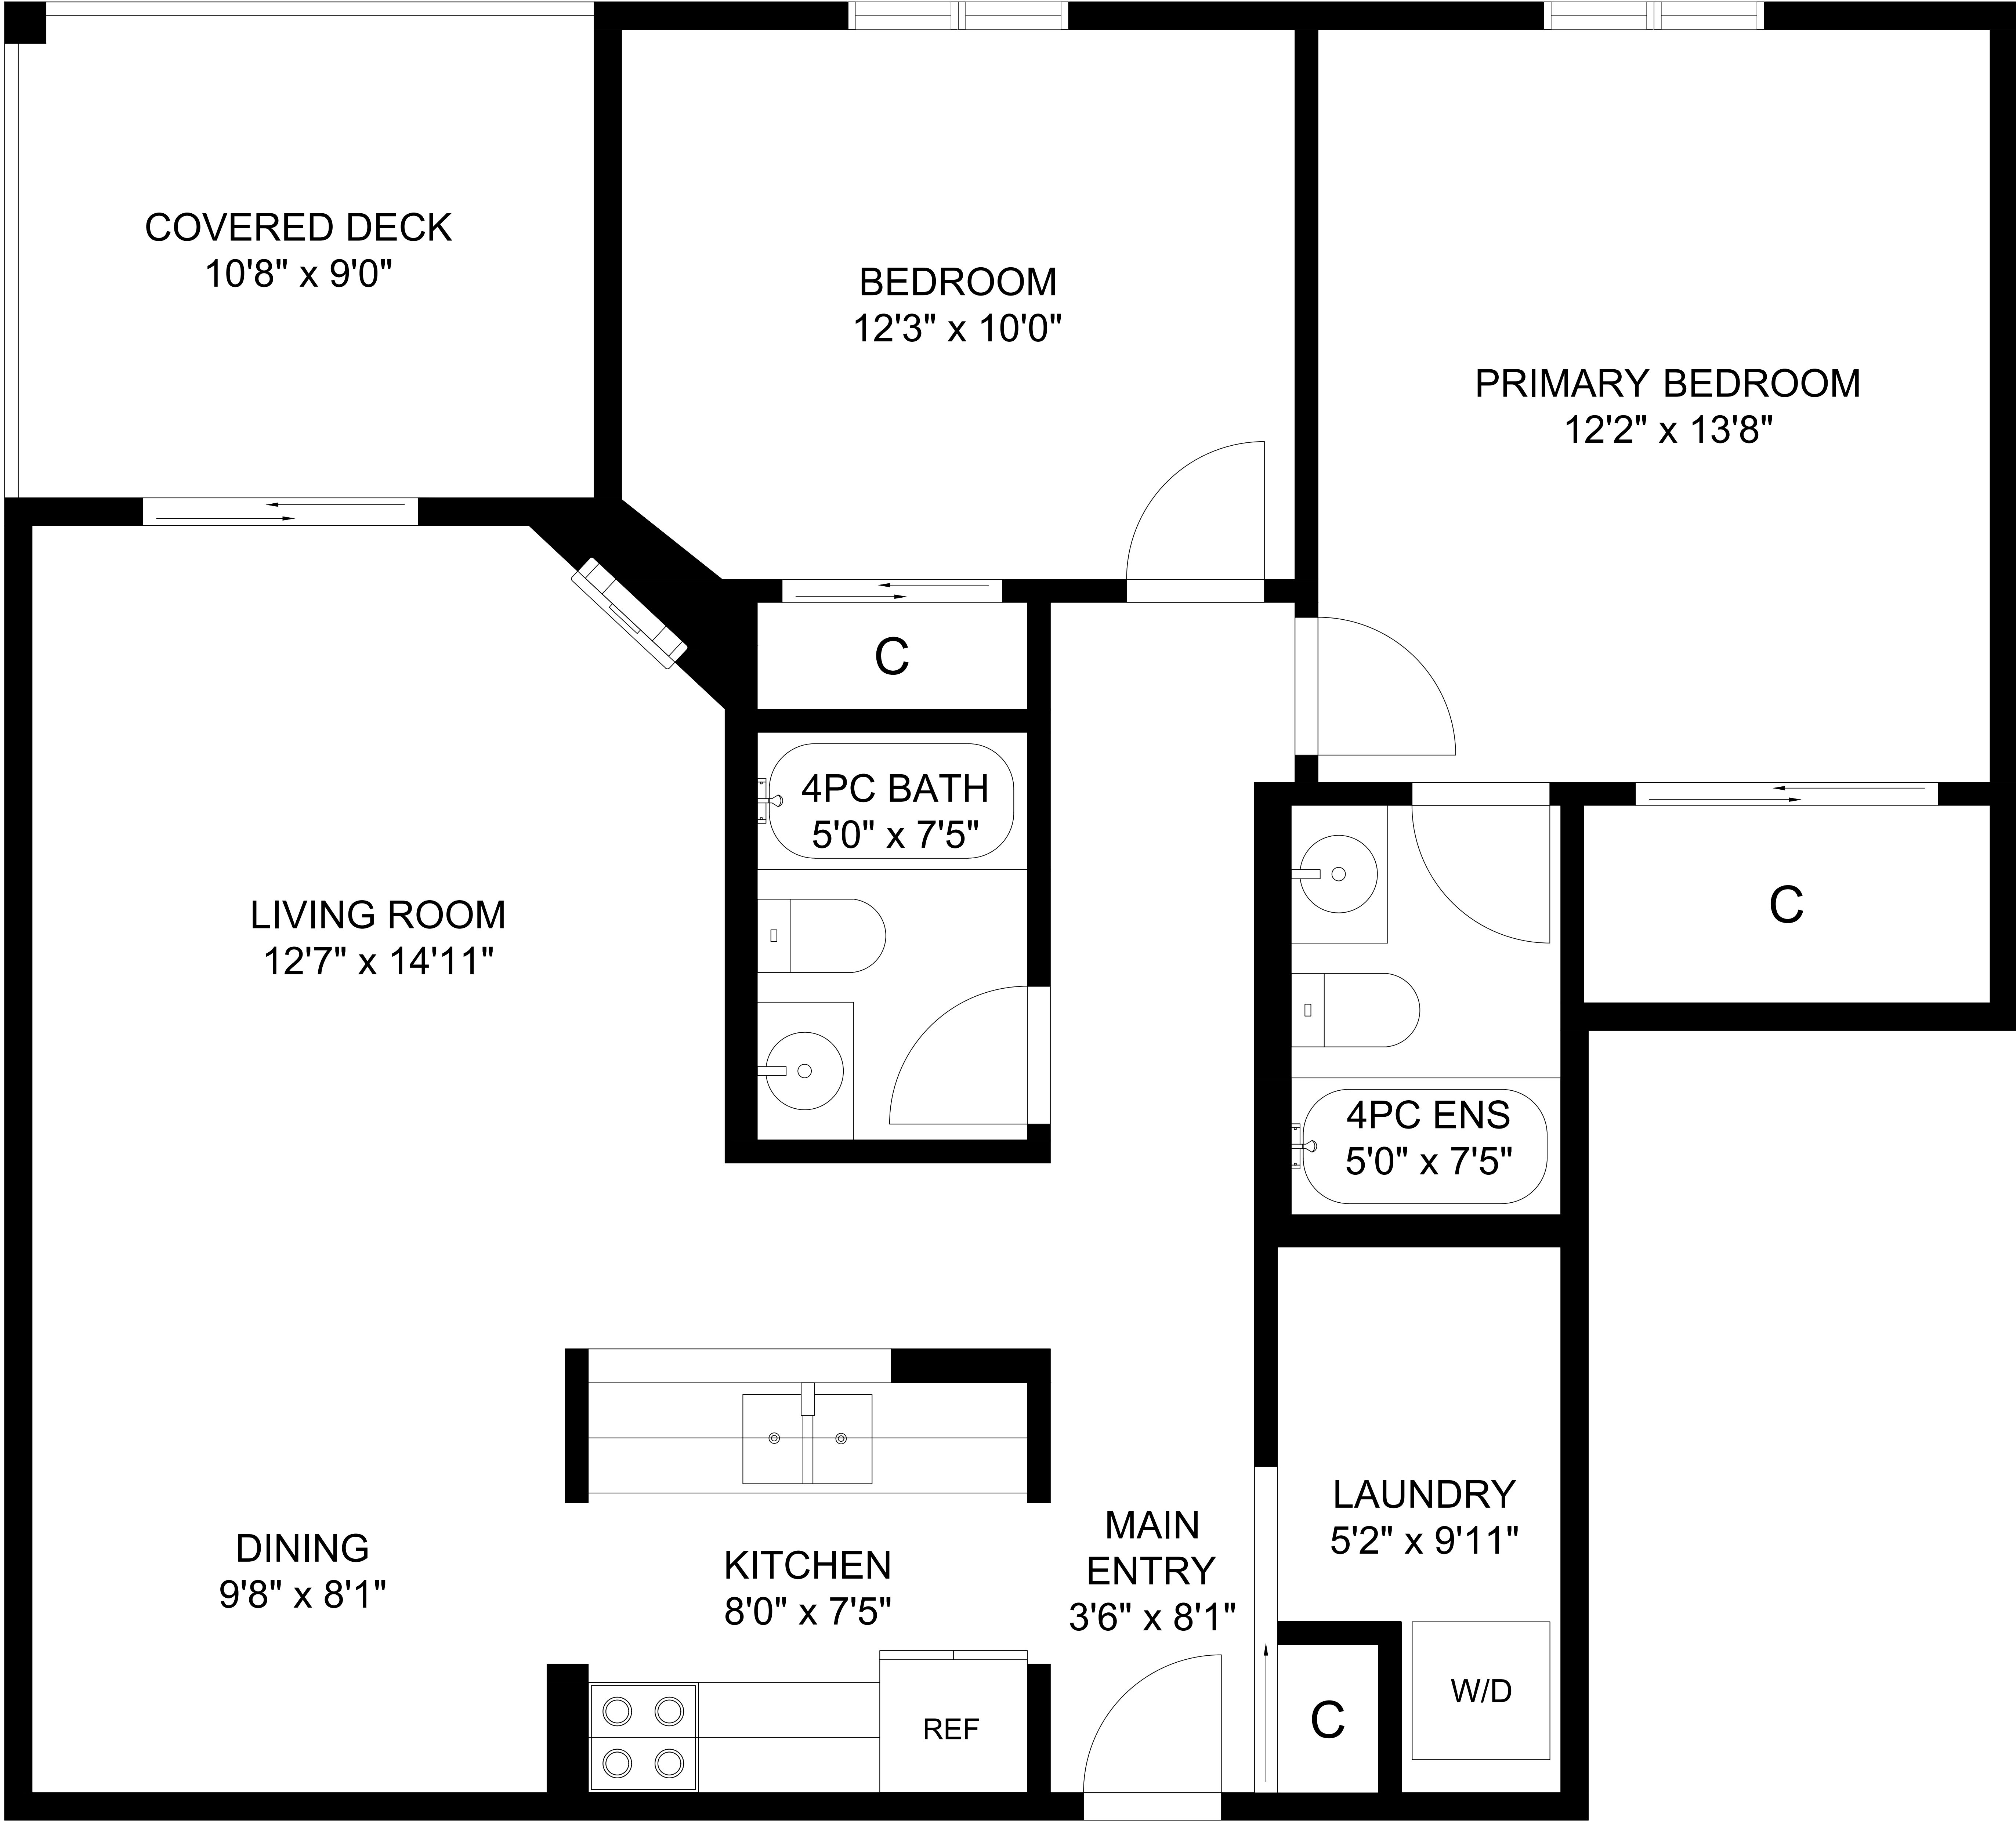 COVERED DECK
10'8" x 9'0"
BEDROOM
12'3" x 10'0"
PRIMARY BEDROOM
12'2" x 13'8"
C
4PC BATH
5'0" x 7'5"
LIVING ROOM
12'7" x 14'11"
C
4PC ENS
5'0" x 7'5"
DINING
9'8" x 8'1"
KITCHEN
8'0" x 7'5"
MAIN
ENTRY
3'6" x 8'1"
LAUNDRY
5'2" x 9'11"
REF
C
W/D